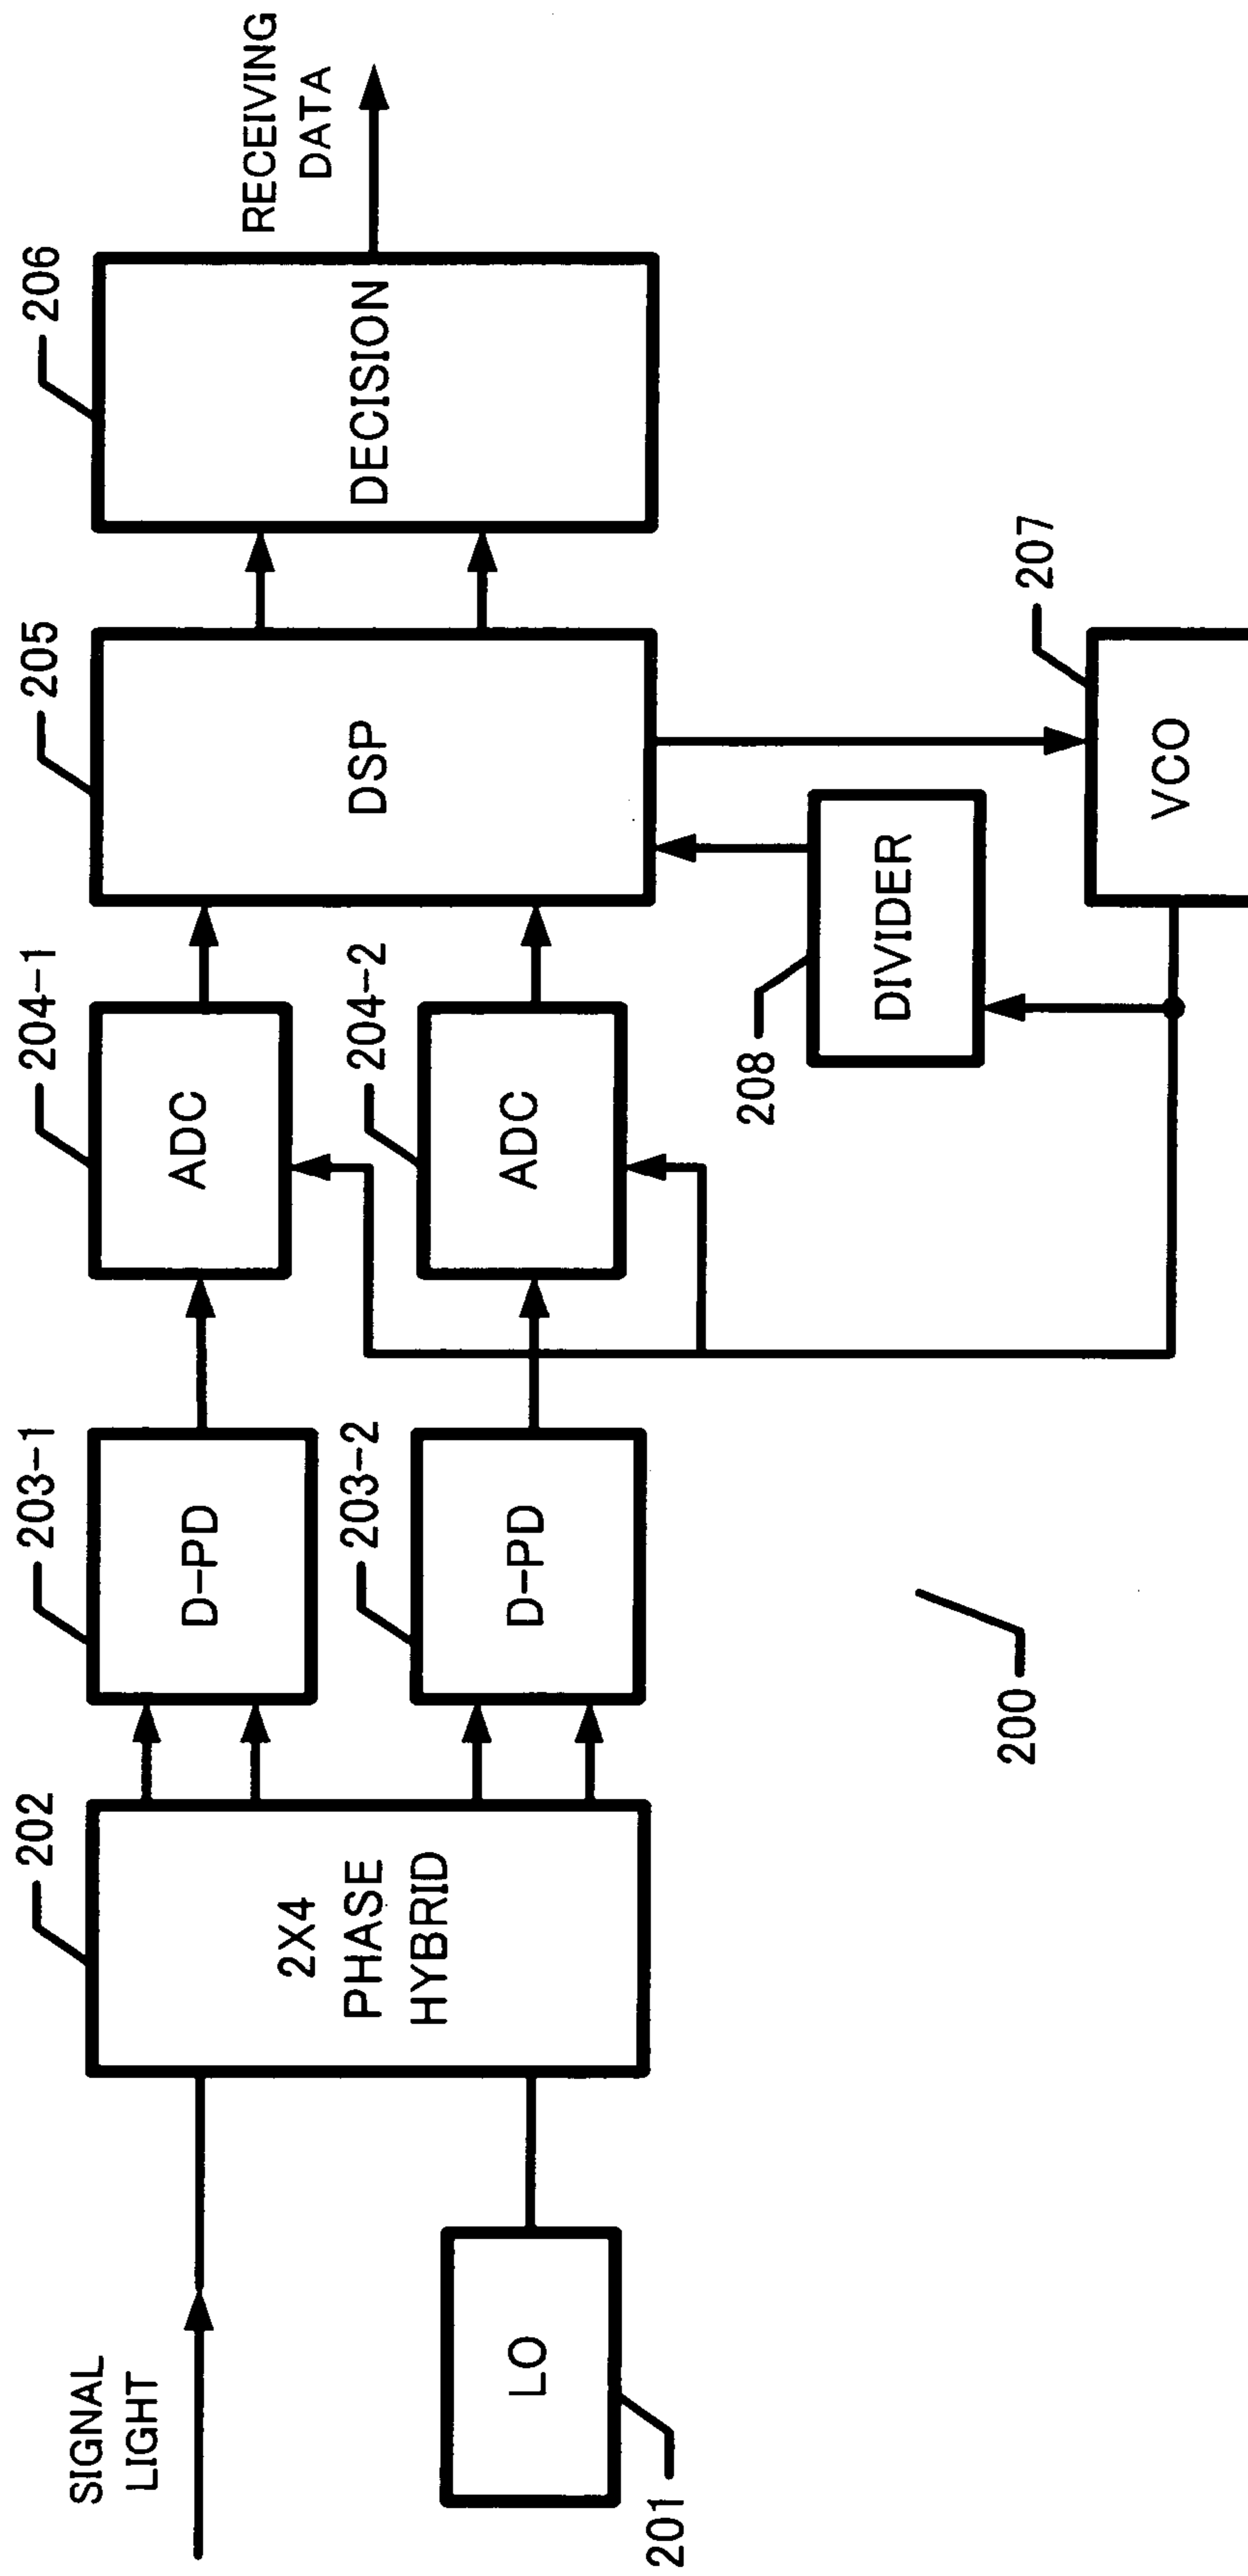 SIGNAL
LIGHT
LO
201
202
2X4
PHASE
HYBRID
203-1
D-PD
203-2
D-PD
204-1
ADC
204-2
ADC
205
DSP
208
DIVIDER
207
VCO
206
DECISION
RECEIVING
DATA
200